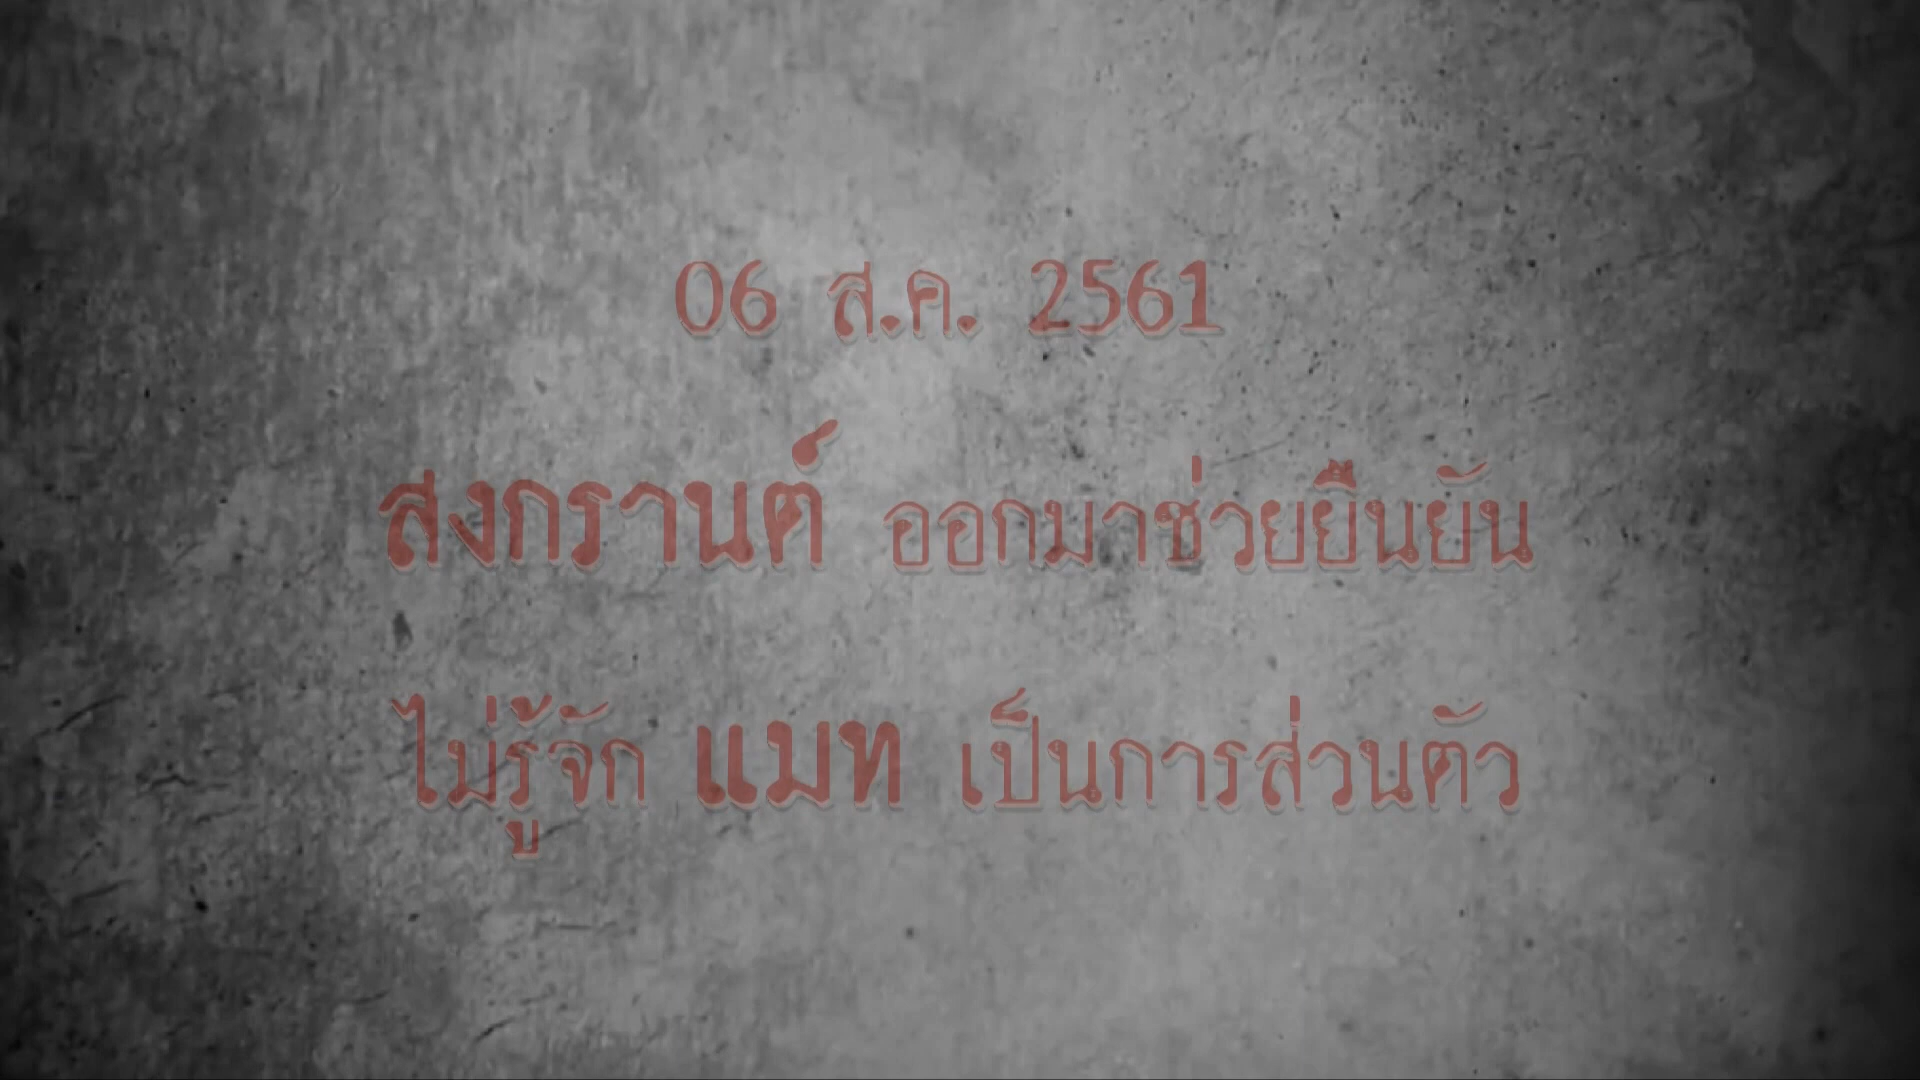 06 ส.ค. 2561
สงกรานต์ ออกมาช่วยยืนยัน
ไม่รู้จัก แมท เป็นการส่วนตัว